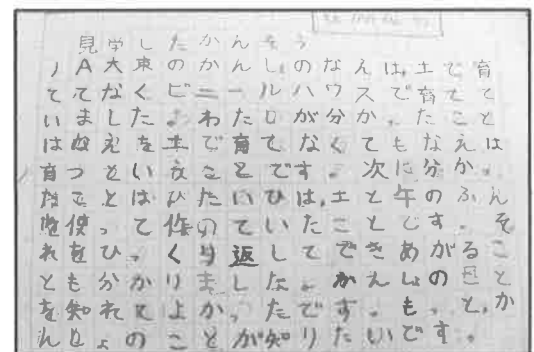 見学したかんそう
JA大東のかんしょのなえは,土で育
ててなくビニールハウスで育てて
いました。わたしが分かったこと
はなえを土で育てなくてもなえは
育つということです。次に分かっ
たことはひたいひは,土と牛のふん
を使って作っていたことです。そ
れをひっくり返してできあがるこ
とも分かりました。かんしょのこと
を知れてよかったです。もっと,か
んしょのことが知りたいです。